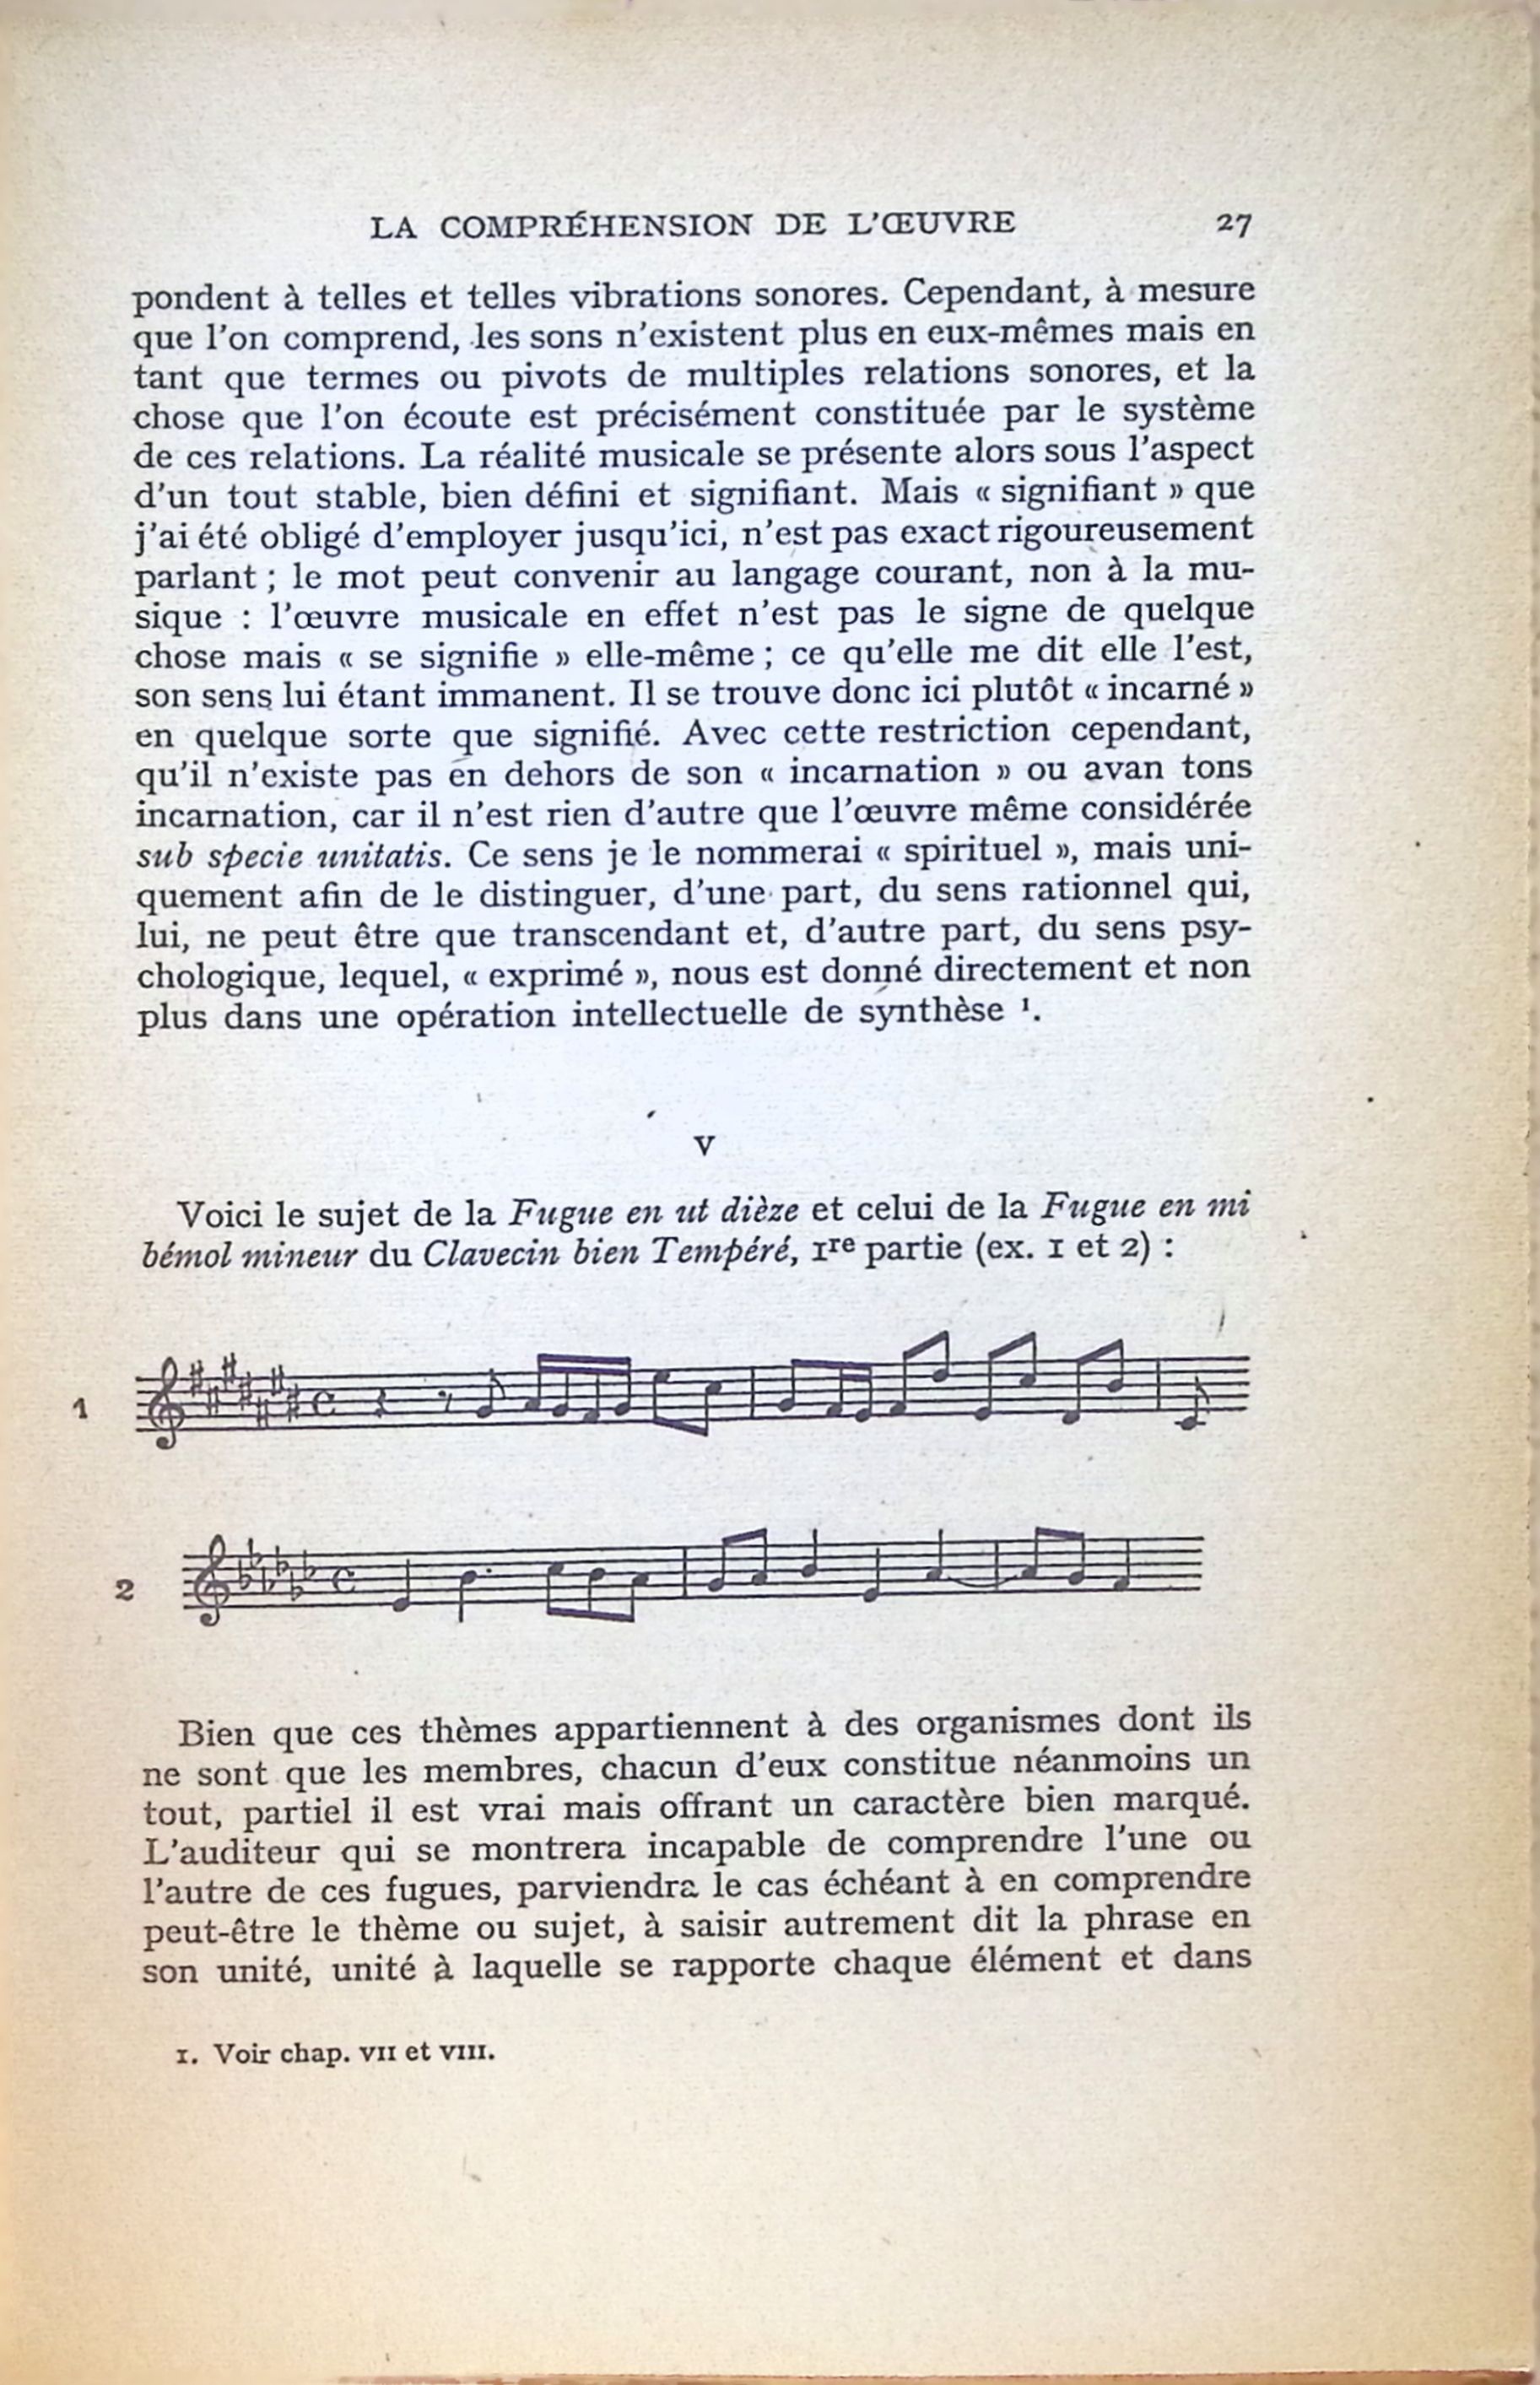 LA COMPRÉHENSION DE L'ŒUVRE 27
pondent à telles et telles vibrations sonores. Cependant, à mesure
que l'on comprend, les sons n'existent plus en eux-mêmes mais en
tant que termes ou pivots de multiples relations sonores, et la
chose que l'on écoute est précisément constituée par le système
de ces relations. La réalité musicale se présente alors sous l'aspect
d'un tout stable, bien défini et signifiant. Mais « signifiant » que
j'ai été obligé d'employer jusqu'ici, n'est pas exact rigoureusement
parlant ; le mot peut convenir au langage courant, non à la mu-
sique : l'œuvre musicale en effet n'est pas le signe de quelque
chose mais « se signifie » elle-même ; ce qu'elle me dit elle l'est,
son sens lui étant immanent. Il se trouve donc ici plutôt « incarné »
en quelque sorte que signifié. Avec cette restriction cependant,
qu'il n'existe pas en dehors de son « incarnation » ou avan tons
incarnation, car il n'est rien d'autre que l'œuvre même considérée
sub specie unitatis. Ce sens je le nommerai « spirituel », mais uni-
quement afin de le distinguer, d'une part, du sens rationnel qui,
lui, ne peut être que transcendant et, d'autre part, du sens psy-
chologique, lequel, « exprimé », nous est donné directement et non
plus dans une opération intellectuelle de synthèse ¹.
V
Voici le sujet de la Fugue en ut dièze et celui de la Fugue en mi
bémol mineur du Clavecin bien Tempéré, 1re partie (ex. 1 et 2) :
1
2
Bien que ces thèmes appartiennent à des organismes dont ils
ne sont que les membres, chacun d'eux constitue néanmoins un
tout, partiel il est vrai mais offrant un caractère bien marqué.
L'auditeur qui se montrera incapable de comprendre l'une ou
l'autre de ces fugues, parviendra le cas échéant à en comprendre
peut-être le thème ou sujet, à saisir autrement dit la phrase en
son unité, unité à laquelle se rapporte chaque élément et dans
1. Voir chap. VII et VIII.